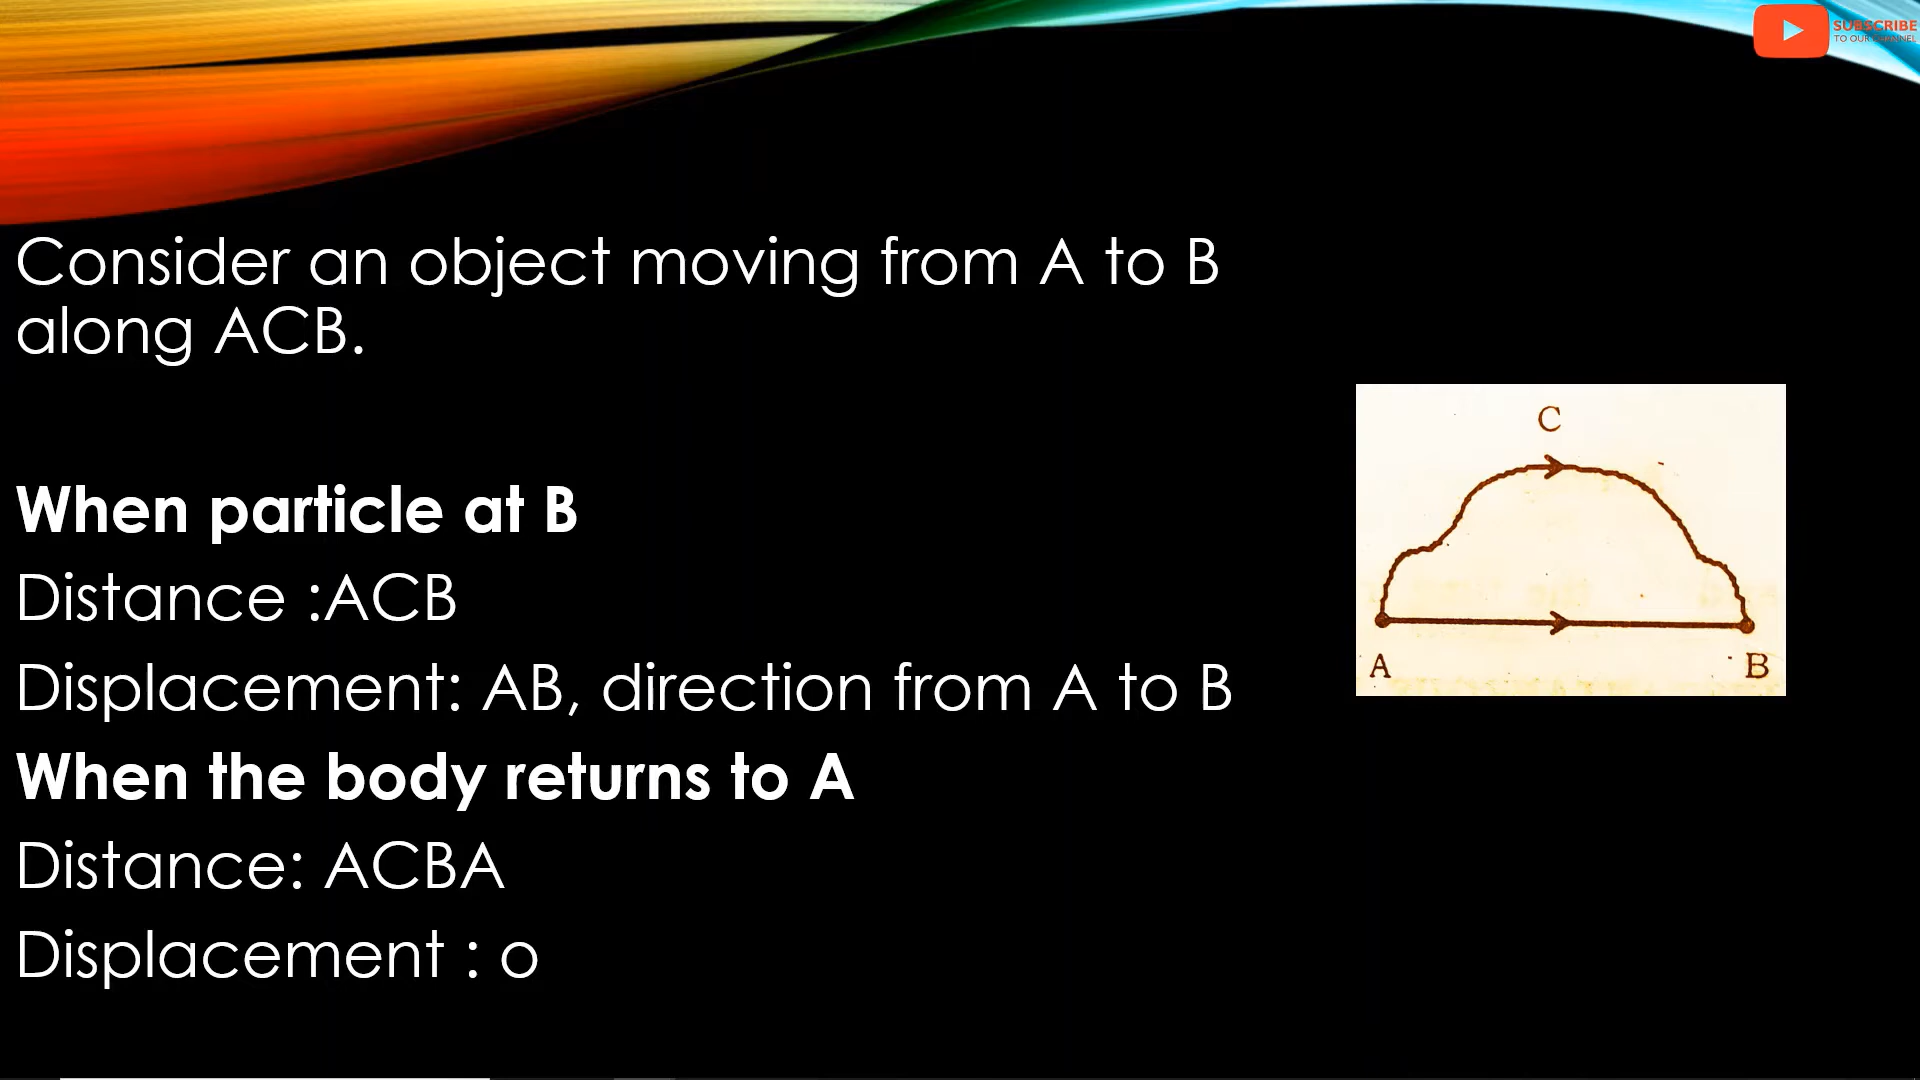 SUBSCRIBE
TO OUR CHANNEL
Consider an object moving from A to B
along ACB.
C
A
B
When particle at B
Distance :ACB
Displacement: AB, direction from A to B
When the body returns to A
Distance: ACBA
Displacement : o